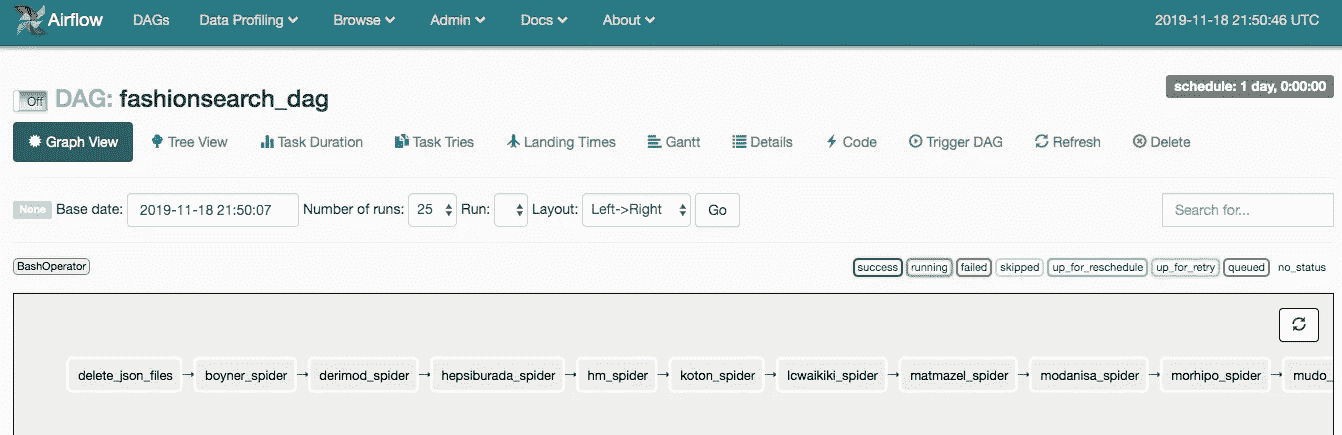 Airflow DAGs Data Profiling Browse Admin Docs About 2019-11-18 21:50:46 UTC
schedule: 1 day, 0:00:00
Off DAG: fashionsearch_dag
Graph View Tree View Task Duration Task Tries Landing Times Gantt Details Code Trigger DAG Refresh Delete
None Base date: 2019-11-18 21:50:07 Number of runs: 25 Run: Layout: Left->Right Go Search for...
BashOperator success running failed skipped up_for_reschedule up_for_retry queued no_status
delete_json_files boyner_spider derimod_spider hepsiburada_spider hm_spider koton_spider lcwaikiki_spider matmazel_spider modanisa_spider morhipo_spider mudo_